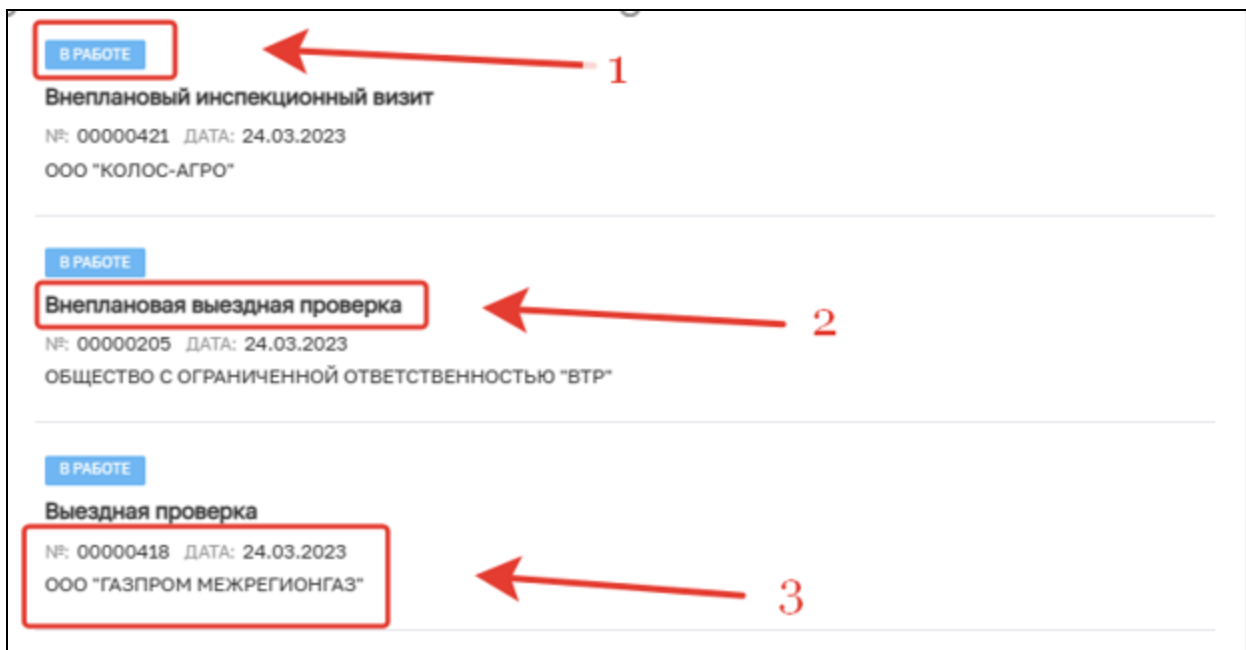 В РАБОТЕ
1
Внеплановый инспекционный визит
№: 00000421 ДАТА: 24.03.2023
ООО "КОЛОС-АГРО"
В РАБОТЕ
Внеплановая выездная проверка
2
№: 00000205 ДАТА: 24.03.2023
ОБЩЕСТВО С ОГРАНИЧЕННОЙ ОТВЕТСТВЕННОСТЬЮ "ВТР"
В РАБОТЕ
Выездная проверка
№: 00000418 ДАТА: 24.03.2023
ООО "ГАЗПРОМ МЕЖРЕГИОНГАЗ"
3